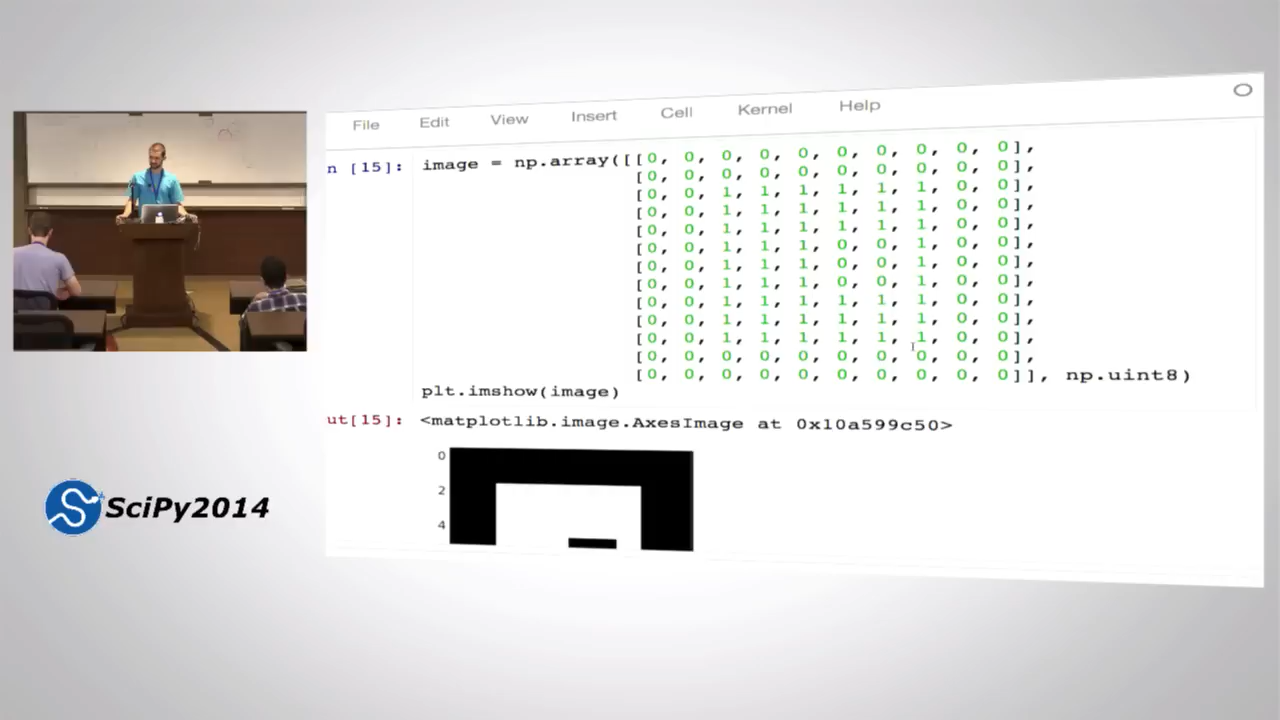 File Edit View Insert Cell Kernel Help
n [15]: image = np.array([[0, 0, 0, 0, 0, 0, 0, 0, 0, 0],
[0, 0, 0, 0, 0, 0, 0, 0, 0, 0],
[0, 0, 1, 1, 1, 1, 1, 1, 0, 0],
[0, 0, 1, 1, 1, 1, 1, 1, 0, 0],
[0, 0, 1, 1, 1, 1, 1, 1, 0, 0],
[0, 0, 1, 1, 1, 0, 0, 1, 0, 0],
[0, 0, 1, 1, 1, 0, 0, 1, 0, 0],
[0, 0, 1, 1, 1, 0, 0, 1, 0, 0],
[0, 0, 1, 1, 1, 1, 1, 1, 0, 0],
[0, 0, 1, 1, 1, 1, 1, 1, 0, 0],
[0, 0, 1, 1, 1, 1, 1, 1, 0, 0],
[0, 0, 0, 0, 0, 0, 0, 0, 0, 0],
[0, 0, 0, 0, 0, 0, 0, 0, 0, 0]], np.uint8)
plt.imshow(image)
ut[15]: <matplotlib.image.AxesImage at 0x10a599c50>
0
2
4
SciPy2014